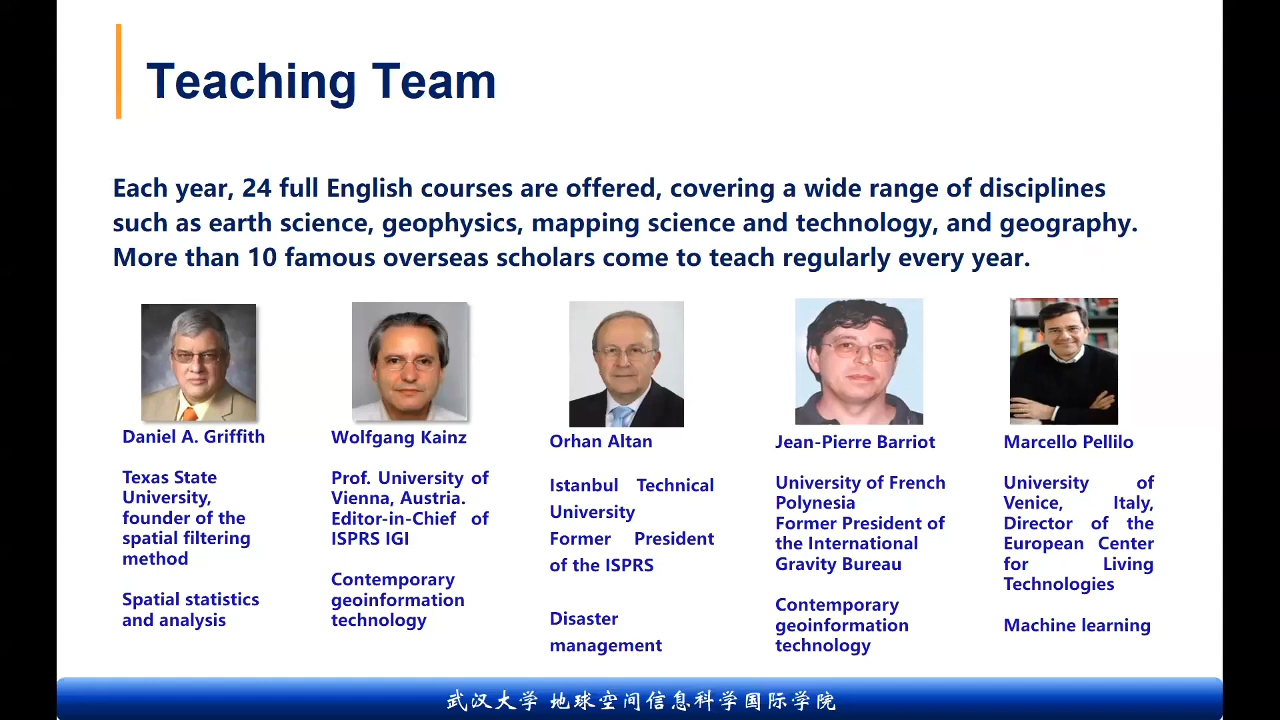 Teaching Team
Each year, 24 full English courses are offered, covering a wide range of disciplines
such as earth science, geophysics, mapping science and technology, and geography.
More than 10 famous overseas scholars come to teach regularly every year.
Daniel A. Griffith
Texas State
University,
founder of the
spatial filtering
method
Spatial statistics
and analysis
Wolfgang Kainz
Prof. University of
Vienna, Austria.
Editor-in-Chief of
ISPRS IGI
Contemporary
geoinformation
technology
Orhan Altan
Istanbul Technical
University
Former President
of the ISPRS
Disaster
management
Jean-Pierre Barriot
University of French
Polynesia
Former President of
the International
Gravity Bureau
Contemporary
geoinformation
technology
Marcello Pellilo
University of
Venice, Italy,
Director of the
European Center
for Living
Technologies
Machine learning
武汉大学 地球空间信息科学国际学院